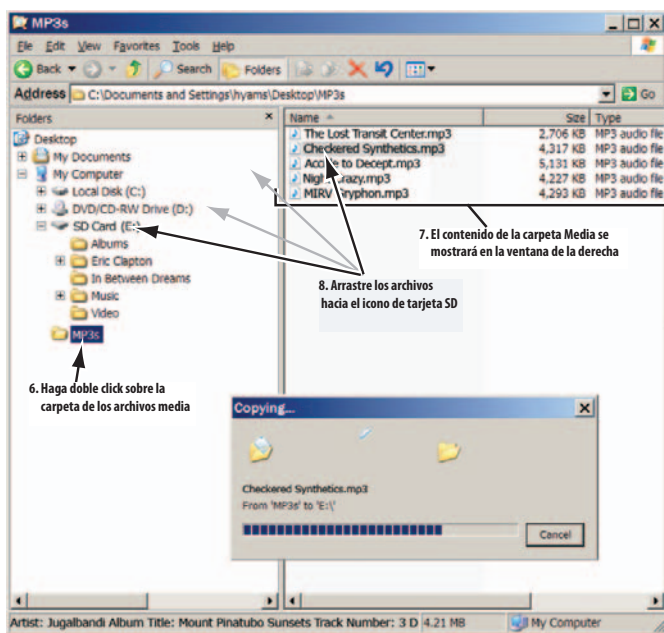 MP3s
File Edit View Favorites Tools Help
Back Search Folders
Address C:\Documents and Settings\hyams\Desktop\MP3s Go
Folders × Name Size Type
Desktop
My Documents
My Computer
Local Disk (C:)
DVD/CD-RW Drive (D:)
SD Card (E:)
Albums
Eric Clapton
In Between Dreams
Music
Video
MP3s
The Lost Transit Center.mp3 2,706 KB MP3 audio file
Checkered Synthetics.mp3 4,317 KB MP3 audio file
to Decept.mp3 5,131 KB MP3 audio file
Crazy.mp3 4,227 KB MP3 audio file
MIRV Gryphon.mp3 4,293 KB MP3 audio file
7. El contenido de la carpeta Media se
mostrará en la ventana de la derecha
8. Arrastre los archivos
hacia el icono de tarjeta SD
6. Haga doble click sobre la
carpeta de los archivos media
Copying...
Checkered Synthetics.mp3
From 'MP3s' to 'E:\'
Cancel
Artist: Jugalbandi Album Title: Mount Pinatubo Sunsets Track Number: 3 D 4.21 MB My Computer